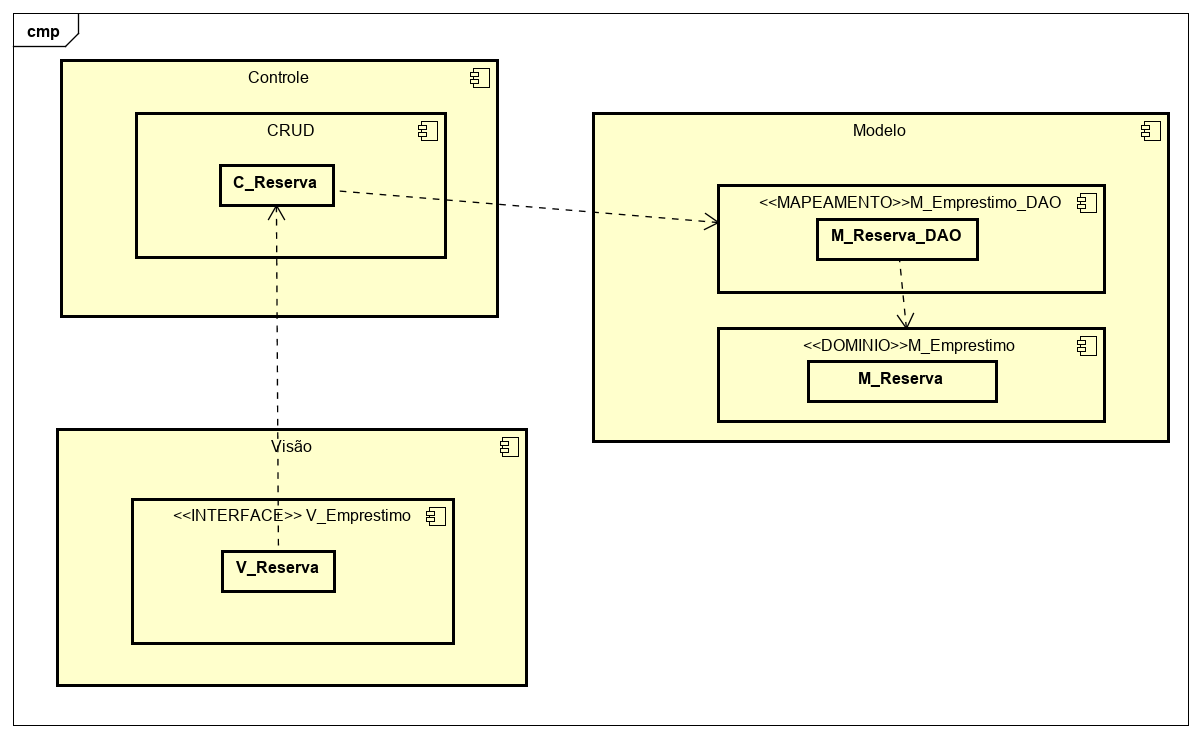 cmp
Controle
CRUD
C_Reserva
Modelo
<<MAPEAMENTO>>M_Emprestimo_DAO
M_Reserva_DAO
<<DOMINIO>>M_Emprestimo
M_Reserva
Visão
<<INTERFACE>> V_Emprestimo
V_Reserva